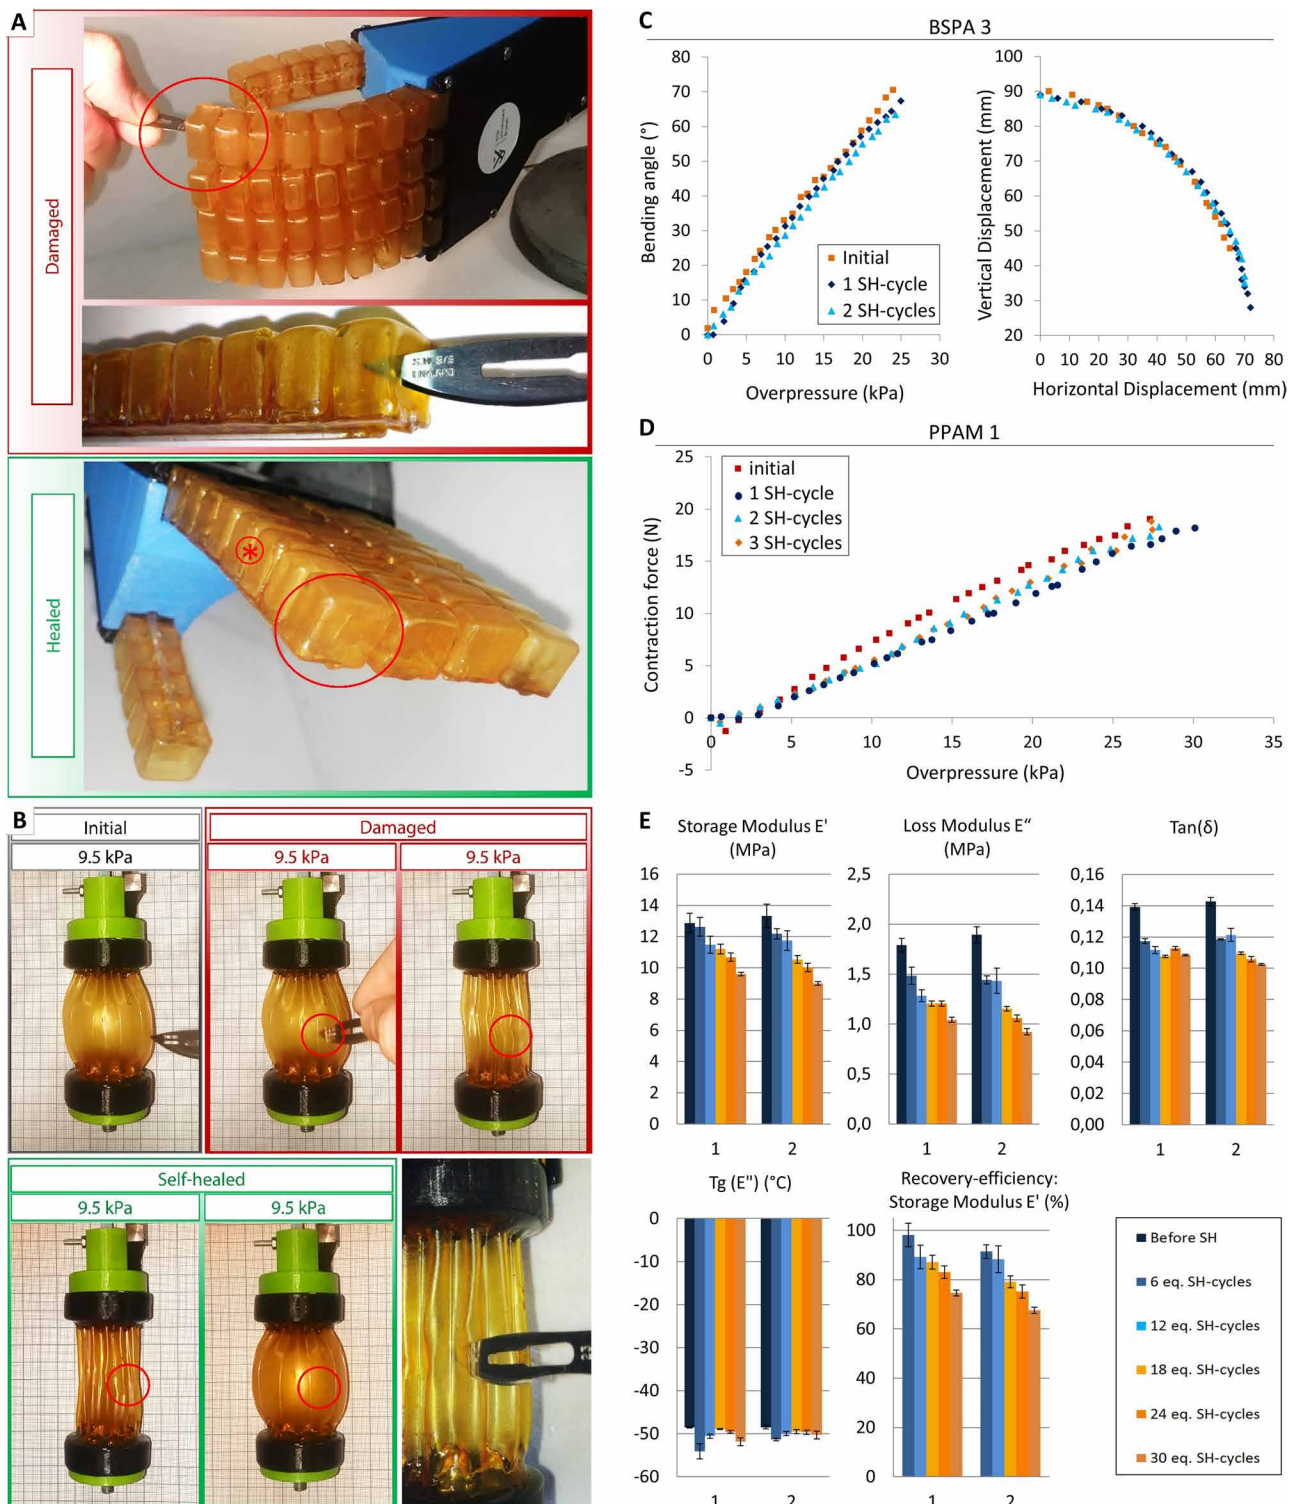 A
Damaged
Healed
*
B
Initial
Damaged
9.5 kPa
9.5 kPa
9.5 kPa
Self-healed
9.5 kPa
9.5 kPa
C
BSPA 3
Bending angle (°)
80
70
60
50
40
30
20
10
0
0
5
10
15
20
25
30
Overpressure (kPa)
Initial
1 SH-cycle
2 SH-cycles
Vertical Displacement (mm)
100
90
80
70
60
50
40
30
20
0
10
20
30
40
50
60
70
80
Horizontal Displacement (mm)
D
PPAM 1
Contraction force (N)
25
20
15
10
5
0
-5
0
5
10
15
20
25
30
35
Overpressure (kPa)
initial
1 SH-cycle
2 SH-cycles
3 SH-cycles
E
Storage Modulus E'
(MPa)
16
14
12
10
8
6
4
2
0
1
2
Loss Modulus E“
(MPa)
2,5
2,0
1,5
1,0
0,5
0,0
1
2
Tan(δ)
0,16
0,14
0,12
0,10
0,08
0,06
0,04
0,02
0,00
1
2
Tg (E") (°C)
0
-10
-20
-30
-40
-50
-60
1
2
Recovery-efficiency:
Storage Modulus E' (%)
100
80
60
40
20
0
1
2
Before SH
6 eq. SH-cycles
12 eq. SH-cycles
18 eq. SH-cycles
24 eq. SH-cycles
30 eq. SH-cycles